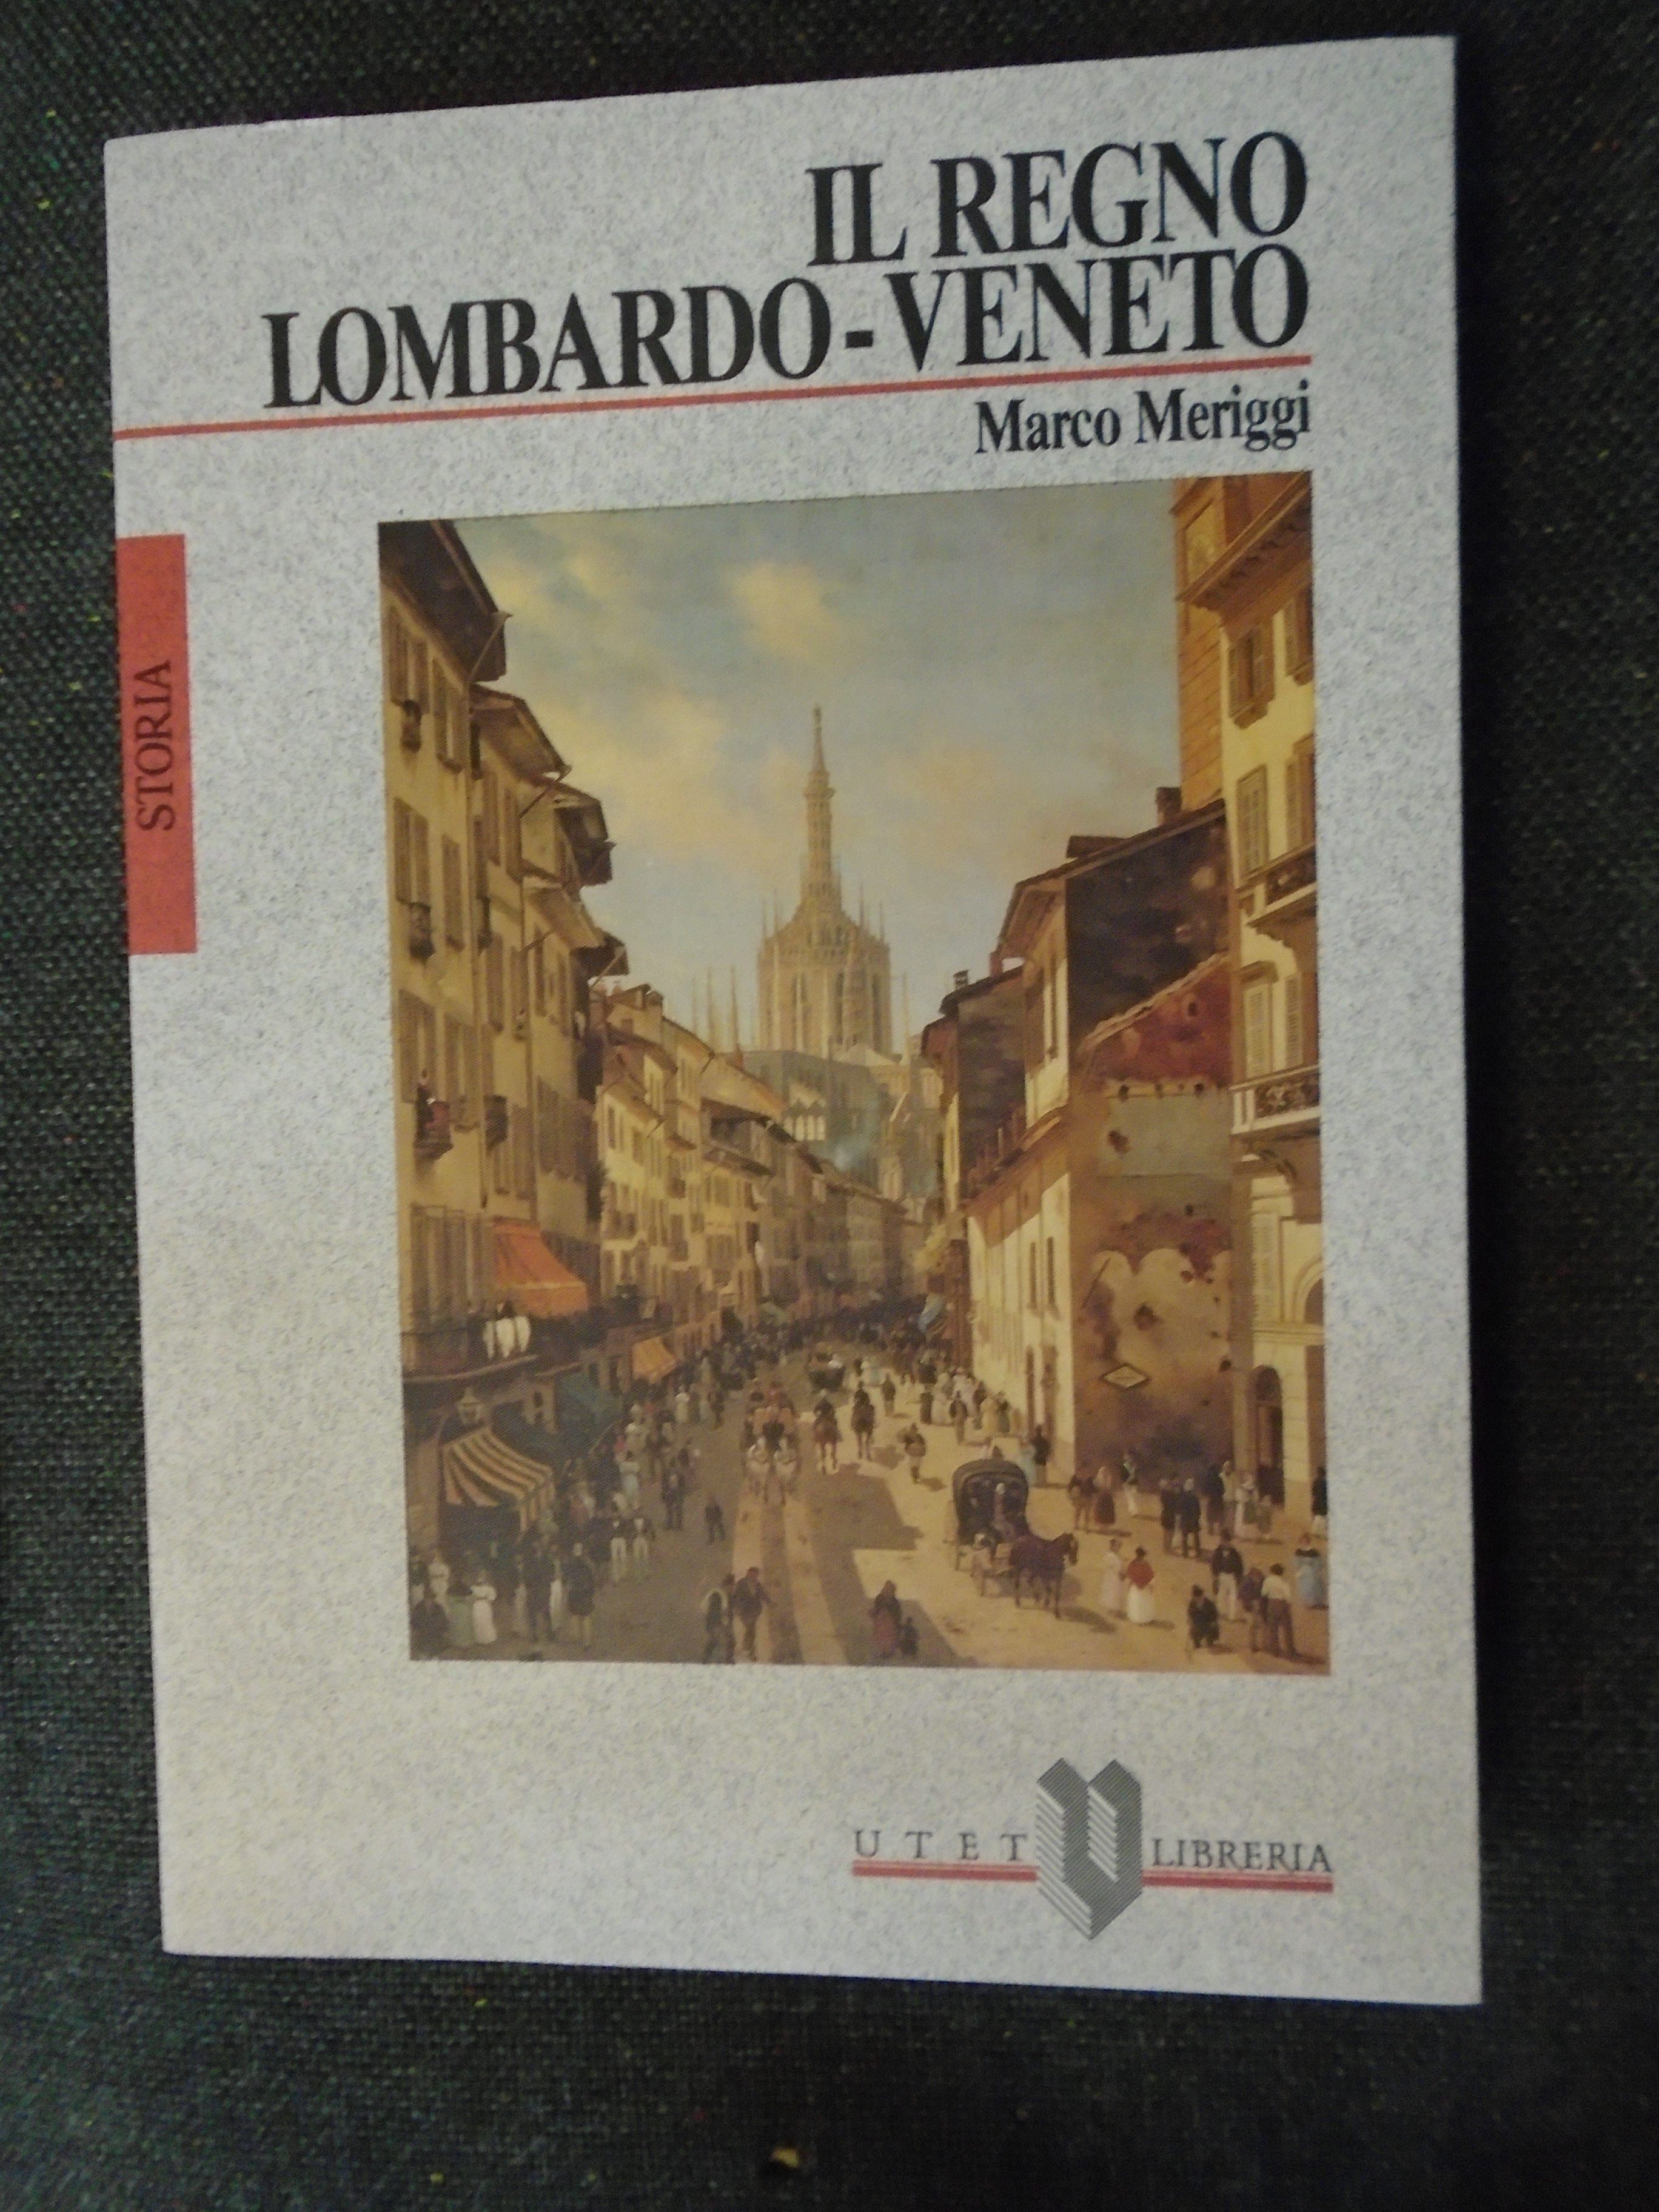 IL REGNO
LOMBARDO-VENETO
Marco Meriggi
STORIA
UTET LIBRERIA